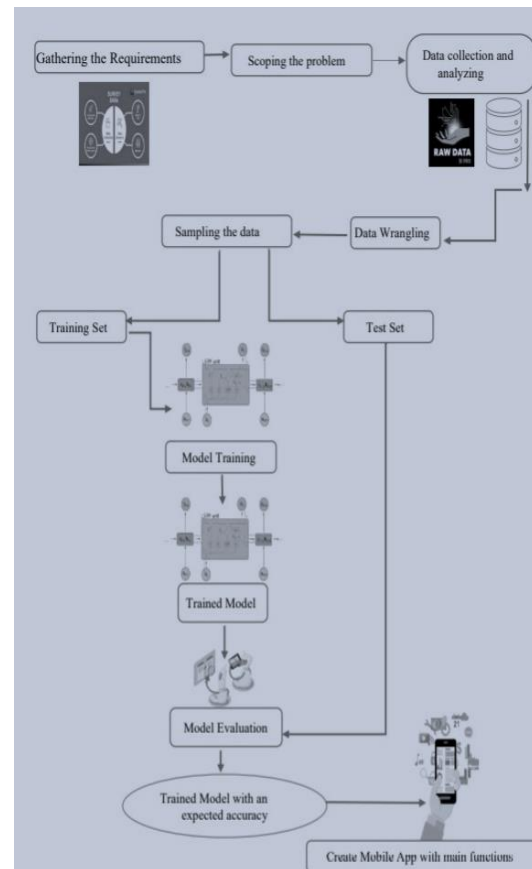 Gathering the Requirements
Scoping the problem
Data collection and
analyzing
RAW DATA
Sampling the data
Data Wrangling
Training Set
Test Set
Model Training
Trained Model
Model Evaluation
Trained Model with an
expected accuracy
Create Mobile App with main functions